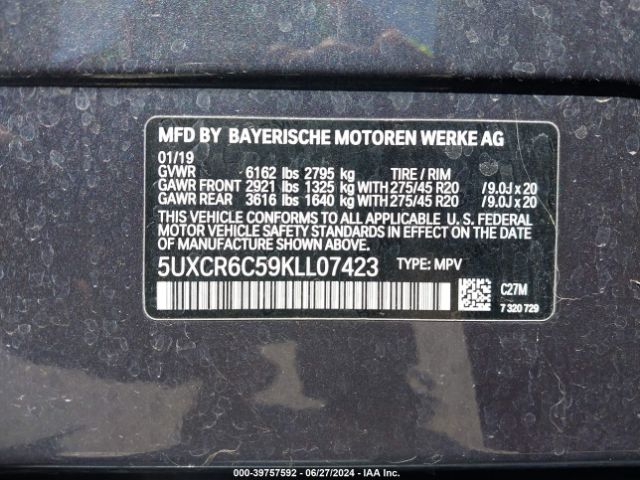 MFD BY BAYERISCHE MOTOREN WERKE AG
01/19
GVWR 6162 lbs 2795 kg TIRE / RIM
GAWR FRONT 2921 lbs 1325 kg WITH 275/45 R20 /9.0J x 20
GAWR REAR 3616 lbs 1640 kg WITH 275/45 R20 /9.0J x 20
THIS VEHICLE CONFORMS TO ALL APPLICABLE U. S. FEDERAL
MOTOR VEHICLE SAFETY STANDARDS IN EFFECT ON THE DATE OF
MANUFACTURE SHOWN ABOVE.
5UXCR6C59KLL07423 TYPE: MPV
C27M
7 320 729
000-39757592 - 06/27/2024 - IAA Inc.